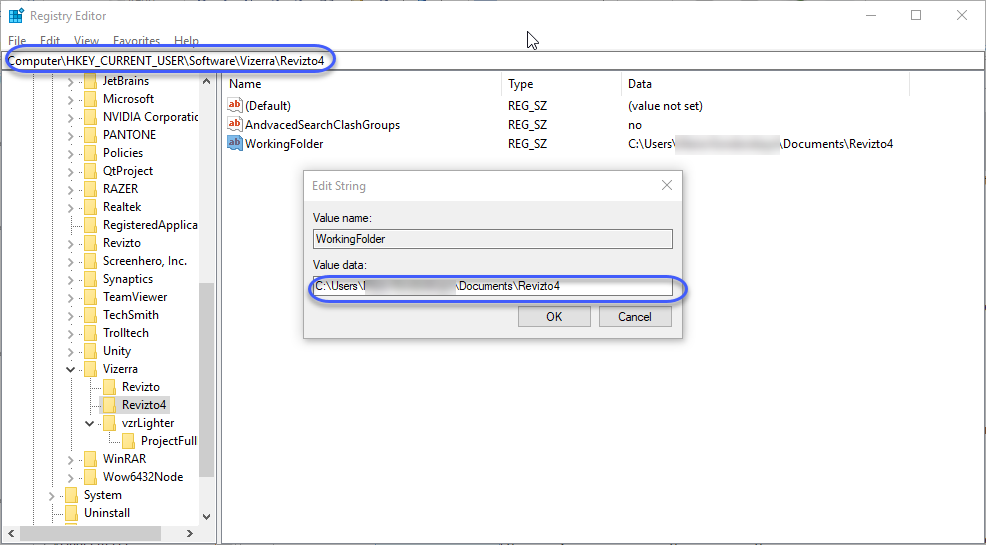 Registry Editor
File Edit View Favorites Help
Computer\HKEY_CURRENT_USER\Software\Vizerra\Revizto4
JetBrains
Microsoft
NVIDIA Corporatic
PANTONE
Policies
QtProject
RAZER
Realtek
RegisteredApplica
Revizto
Screenhero, Inc.
Synaptics
TeamViewer
TechSmith
Trolltech
Unity
Vizerra
Revizto
Revizto4
vzrLighter
ProjectFull
WinRAR
Wow6432Node
System
Uninstall
Name Type Data
ab (Default) REG_SZ (value not set)
ab AndvacedSearchClashGroups REG_SZ no
ab WorkingFolder REG_SZ C:\Users\ \Documents\Revizto4
Edit String
Value name:
WorkingFolder
Value data:
C:\Users\ \Documents\Revizto4
OK Cancel